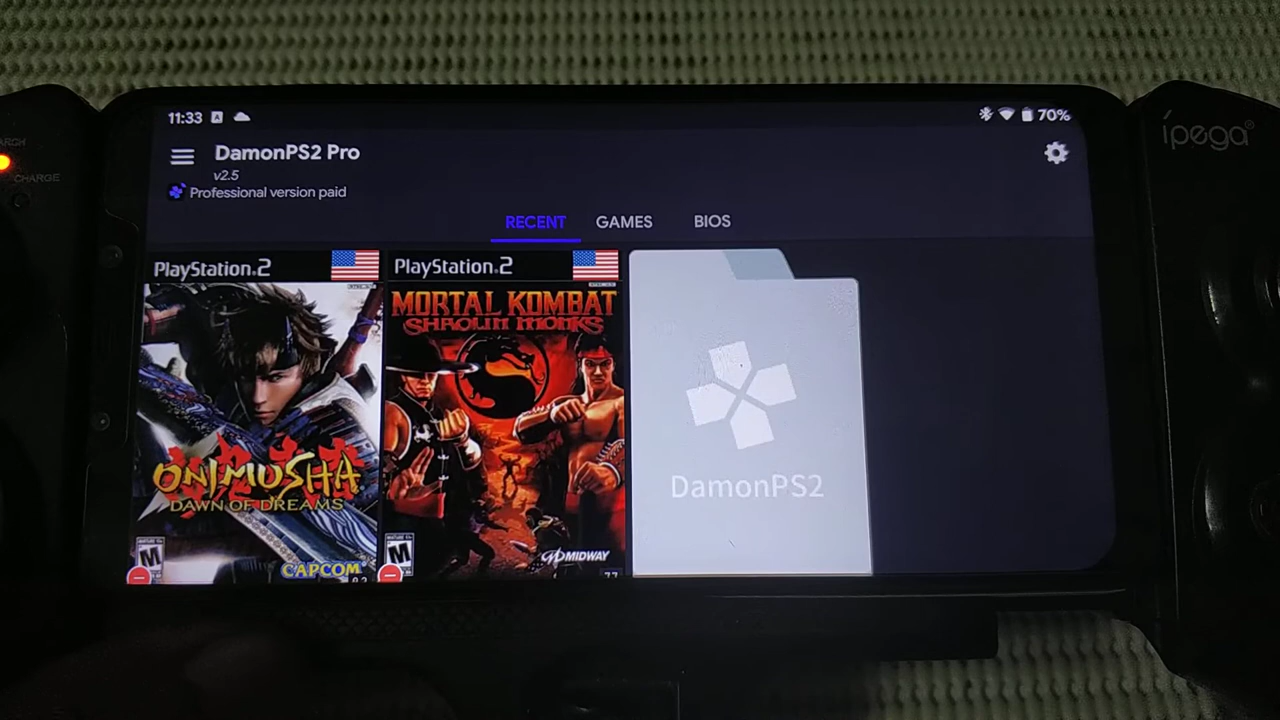 11:33
70%
ipega
CHARGE
DamonPS2 Pro
v2.5
Professional version paid
RECENT GAMES BIOS
PlayStation.2
PlayStation.2
MORTAL KOMBAT
SHAOLIN MONKS
ONIMUSHA
DAWN OF DREAMS
DamonPS2
M
CAPCOM
M
MIDWAY